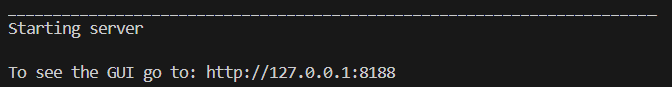 Starting server
To see the GUI go to: http://127.0.0.1:8188